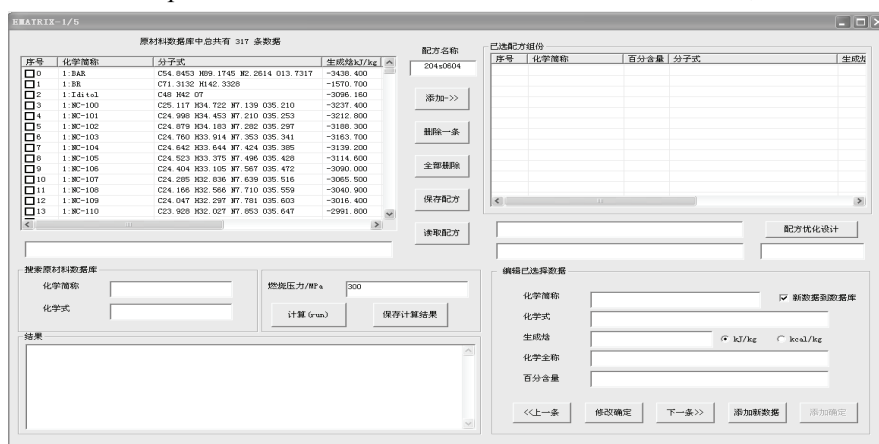 EMATRIX-1/5
原材料数据库中总共有 317 条数据
序号 化学简称 分子式 生成焓kJ/kg
0 1:BAR C54.8453 H89.1745 N2.2614 O13.7317 -3438.400
1 1:BR C71.3132 H142.3328 -1570.700
2 1:Iditol C48 H42 O7 -3096.160
3 1:NC-100 C25.117 H34.722 N7.139 O35.210 -3237.400
4 1:NC-101 C24.998 H34.453 N7.210 O35.253 -3212.800
5 1:NC-102 C24.879 H34.183 N7.282 O35.297 -3188.300
6 1:NC-103 C24.760 H33.914 N7.353 O35.341 -3163.700
7 1:NC-104 C24.642 H33.644 N7.424 O35.385 -3139.200
8 1:NC-105 C24.523 H33.375 N7.496 O35.428 -3114.600
9 1:NC-106 C24.404 H33.105 N7.567 O35.472 -3090.000
10 1:NC-107 C24.285 H32.836 N7.639 O35.516 -3065.500
11 1:NC-108 C24.166 H32.566 N7.710 O35.559 -3040.900
12 1:NC-109 C24.047 H32.297 N7.781 O35.603 -3016.400
13 1:NC-110 C23.928 H32.027 N7.853 O35.647 -2991.800
配方名称
204s0604
添加->>
删除一条
全部删除
保存配方
读取配方
已选配方组份
序号 化学简称 百分含量 分子式 生成焓
配方优化设计
搜索原材料数据库
化学简称
化学式
燃烧压力/MPa 300
计算(run) 保存计算结果
结果
编辑已选择数据
化学简称 新数据到数据库
化学式
生成焓 kJ/kg kcal/kg
化学全称
百分含量
<<上一条 修改确定 下一条>> 添加新数据 添加确定